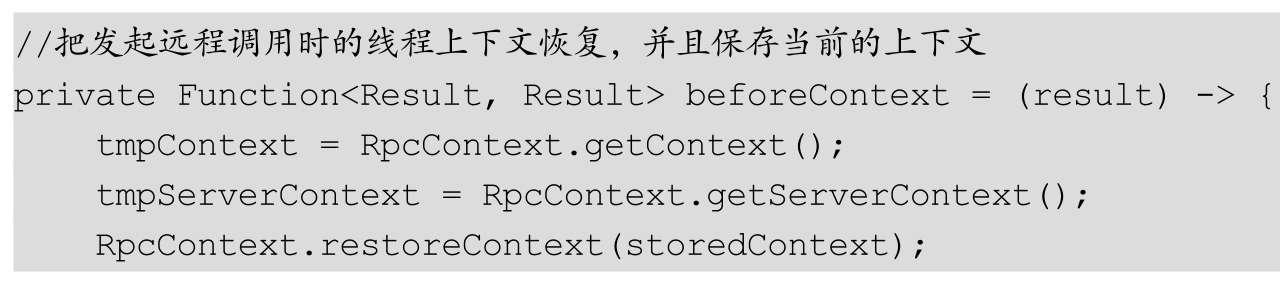 //把发起远程调用时的线程上下文恢复，并且保存当前的上下文
private Function<Result, Result> beforeContext = (result) -> {
    tmpContext = RpcContext.getContext();
    tmpServerContext = RpcContext.getServerContext();
    RpcContext.restoreContext(storedContext);